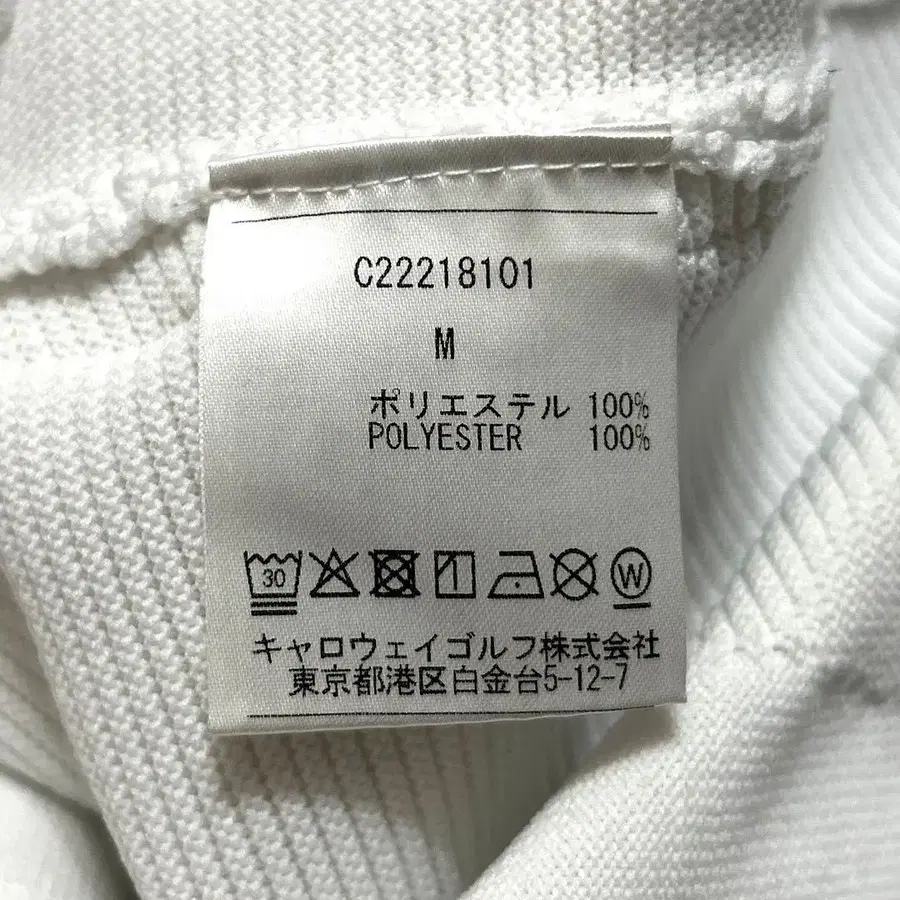 C22218101
M
ポリエステル 100%
POLYESTER 100%
30 W
キャロウェイゴルフ株式会社
東京都港区白金台5-12-7